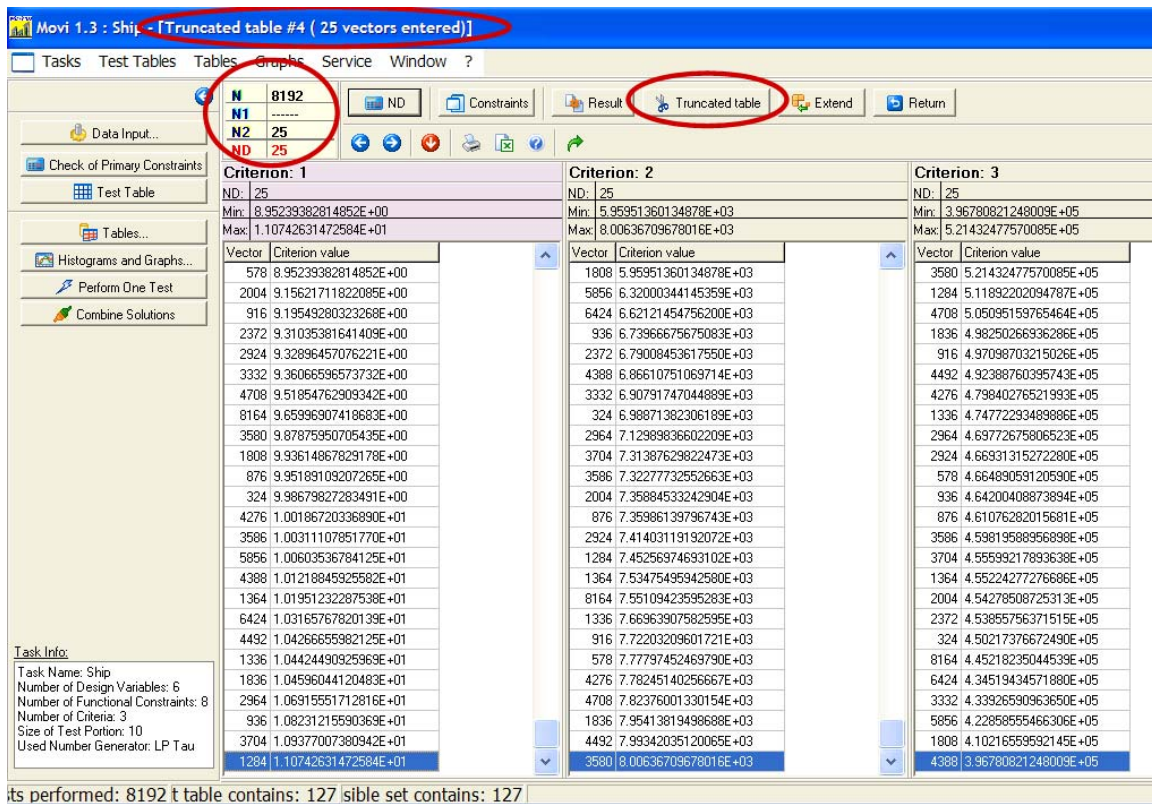 Movi 1.3 : Ship - [Truncated table #4 ( 25 vectors entered)]
Tasks Test Tables Tables Graphs Service Window ?
N 8192
N1 ------
N2 25
ND 25
ND Constraints Result Truncated table Extend Return
Data Input...
Check of Primary Constraints
Test Table
Tables...
Histograms and Graphs...
Perform One Test
Combine Solutions
Task Info:
Task Name: Ship
Number of Design Variables: 6
Number of Functional Constraints: 8
Number of Criteria: 3
Size of Test Portion: 10
Used Number Generator: LP Tau
Criterion: 1
ND: 25
Min: 8.95239382814852E+00
Max: 1.10742631472584E+01
Vector Criterion value
578 8.95239382814852E+00
2004 9.15621711822085E+00
916 9.19549280323268E+00
2372 9.31035381641409E+00
2924 9.32896457076221E+00
3332 9.36066596573732E+00
4708 9.51854762909342E+00
8164 9.65996907418683E+00
3580 9.87875950705435E+00
1808 9.93614867829178E+00
876 9.95189109207265E+00
324 9.98679827283491E+00
4276 1.00186720336890E+01
3586 1.00311107851770E+01
5856 1.00603536784125E+01
4388 1.01218845925582E+01
1364 1.01951232287538E+01
6424 1.03165767820139E+01
4492 1.04266655982125E+01
1336 1.04424490925969E+01
1836 1.04596044120483E+01
2964 1.06915551712816E+01
936 1.08231215590369E+01
3704 1.09377007380942E+01
1284 1.10742631472584E+01
Criterion: 2
ND: 25
Min: 5.95951360134878E+03
Max: 8.00636709678016E+03
Vector Criterion value
1808 5.95951360134878E+03
5856 6.32000344145359E+03
6424 6.62121454756200E+03
936 6.73966675675083E+03
2372 6.79008453617550E+03
4388 6.86610751069714E+03
3332 6.90791747044889E+03
324 6.98871382306189E+03
2964 7.12989836602209E+03
3704 7.31387629822473E+03
3586 7.32277732552663E+03
2004 7.35884533242904E+03
876 7.35986139796743E+03
2924 7.41403119192072E+03
1284 7.45256974693102E+03
1364 7.53475495942580E+03
8164 7.55109423595283E+03
1336 7.66963907582595E+03
916 7.72203209601721E+03
578 7.77797452469790E+03
4276 7.78245140256667E+03
4708 7.82376001330154E+03
1836 7.95413819498688E+03
4492 7.99342035120065E+03
3580 8.00636709678016E+03
Criterion: 3
ND: 25
Min: 3.96780821248009E+05
Max: 5.21432477570085E+05
Vector Criterion value
3580 5.21432477570085E+05
1284 5.11892202094787E+05
4708 5.05095159765464E+05
1836 4.98250266936286E+05
916 4.97098703215026E+05
4492 4.92388760395743E+05
4276 4.79840276521993E+05
1336 4.74772293489886E+05
2964 4.69772675806523E+05
2924 4.66931315272280E+05
578 4.66489059120590E+05
936 4.64200408873894E+05
876 4.61076282015681E+05
3586 4.59819588956898E+05
3704 4.55599217893638E+05
1364 4.55224277276686E+05
2004 4.54278508725313E+05
2372 4.53855756371515E+05
324 4.50217376672490E+05
8164 4.45218235044539E+05
6424 4.34519434571880E+05
3332 4.33926590963650E+05
5856 4.22858555466306E+05
1808 4.10216559592145E+05
4388 3.96780821248009E+05
sts performed: 8192 t table contains: 127 sible set contains: 127